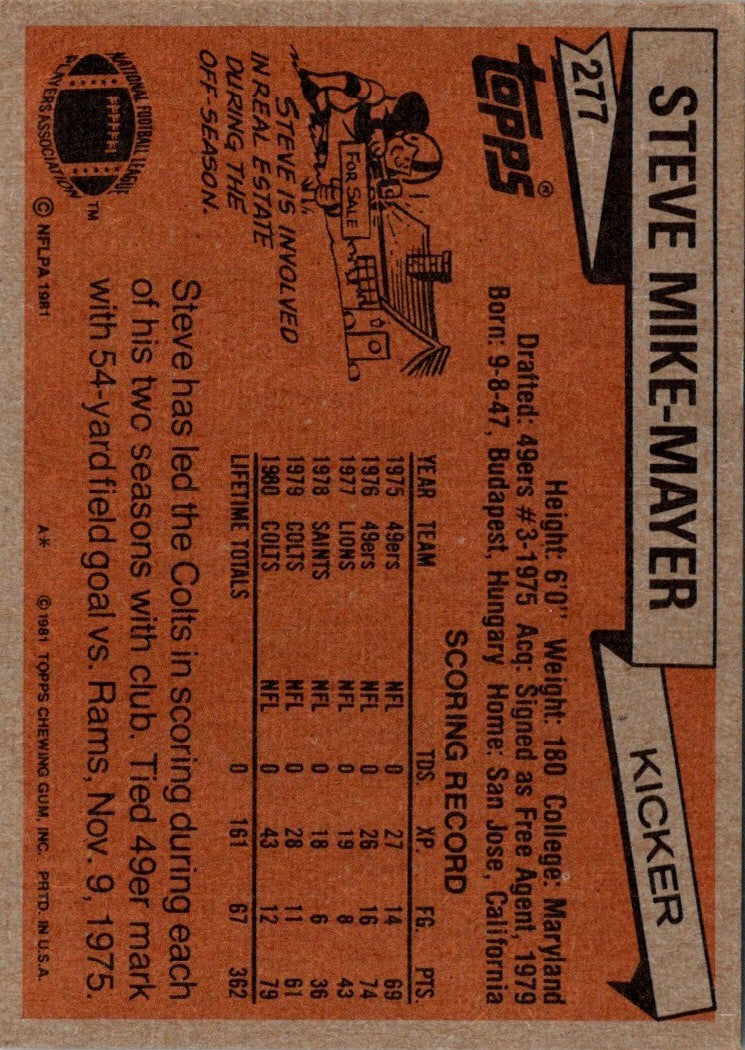 277
STEVE MIKE-MAYER
KICKER
TOPPS®
Height: 6'0" Weight: 180 College: Maryland
Drafted: 49ers #3-1975 Acq: Signed as Free Agent, 1979
Born: 9-8-47, Budapest, Hungary Home: San Jose, California
FOR SALE
STEVE IS INVOLVED
IN REAL ESTATE
DURING THE
OFF-SEASON.
SCORING RECORD
YEAR TEAM TDS. XP. FG. PTS.
1975 49ers NFL 0 27 14 69
1976 49ers NFL 0 26 16 74
1977 LIONS NFL 0 19 8 43
1978 SAINTS NFL 0 18 6 36
1979 COLTS NFL 0 28 11 61
1980 COLTS NFL 0 43 12 79
LIFETIME TOTALS 0 161 67 362
Steve has led the Colts in scoring during each
of his two seasons with club. Tied 49er mark
with 54-yard field goal vs. Rams, Nov. 9, 1975.
NATIONAL FOOTBALL LEAGUE
PLAYERS ASSOCIATION
TM
© NFLPA 1981
A* © 1981 TOPPS CHEWING GUM, INC. PRTD. IN U.S.A.